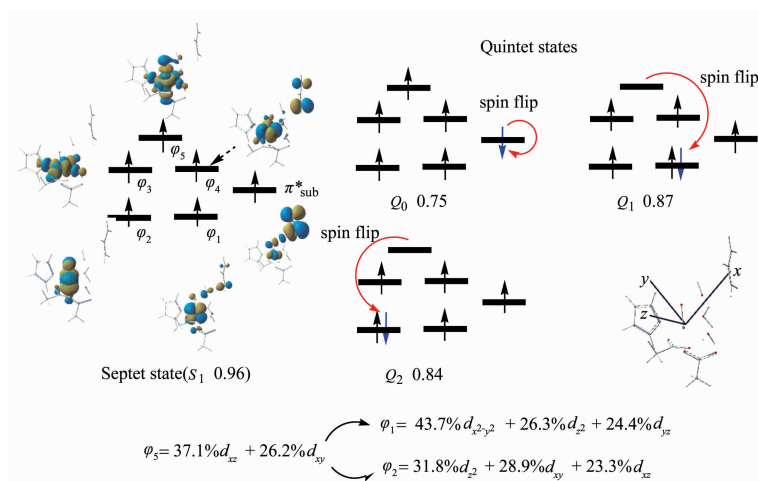 Quintet states
spin flip
spin flip
φ5
φ3
φ4
π*sub
φ2
φ1
Q0 0.75
Q1 0.87
spin flip
y
x
z
Septet state(S1 0.96)
Q2 0.84
φ5= 37.1%dxz + 26.2%dxy
φ1= 43.7%dx²-y² + 26.3%dz² + 24.4%dyz
φ2= 31.8%dz² + 28.9%dxy + 23.3%dxz